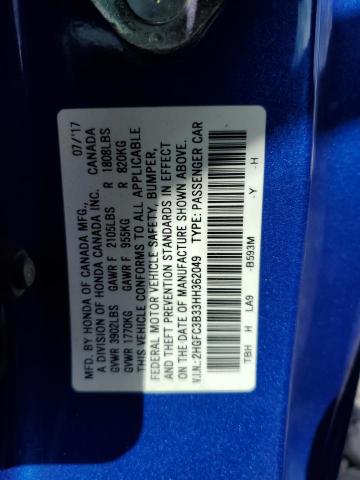 MFD. BY HONDA OF CANADA MFG., 07/'17
A DIVISION OF HONDA CANADA INC. CANADA
GVWR 3902LBS GAWR F 2105LBS R 1808LBS
GVWR 1770KG GAWR F 955KG R 820KG
THIS VEHICLE CONFORMS TO ALL APPLICABLE
FEDERAL MOTOR VEHICLE SAFETY, BUMPER,
AND THEFT PREVENTION STANDARDS IN EFFECT
ON THE DATE OF MANUFACTURE SHOWN ABOVE.
V.I.N.: 2HGFC3B33HH362049 TYPE: PASSENGER CAR
TBH H LA9 -B593M -Y -H